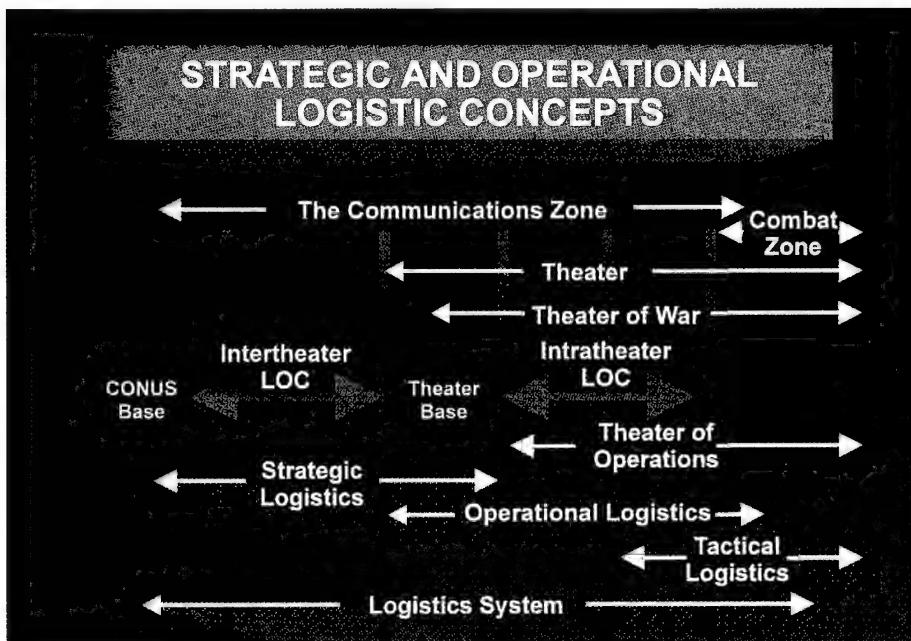 STRATEGIC AND OPERATIONAL
LOGISTIC CONCEPTS
The Communications Zone
Combat
Zone
Theater
Theater of War
Intertheater
LOC
Intratheater
LOC
CONUS
Base
Theater
Base
Theater of
Operations
Strategic
Logistics
Operational Logistics
Tactical
Logistics
Logistics System